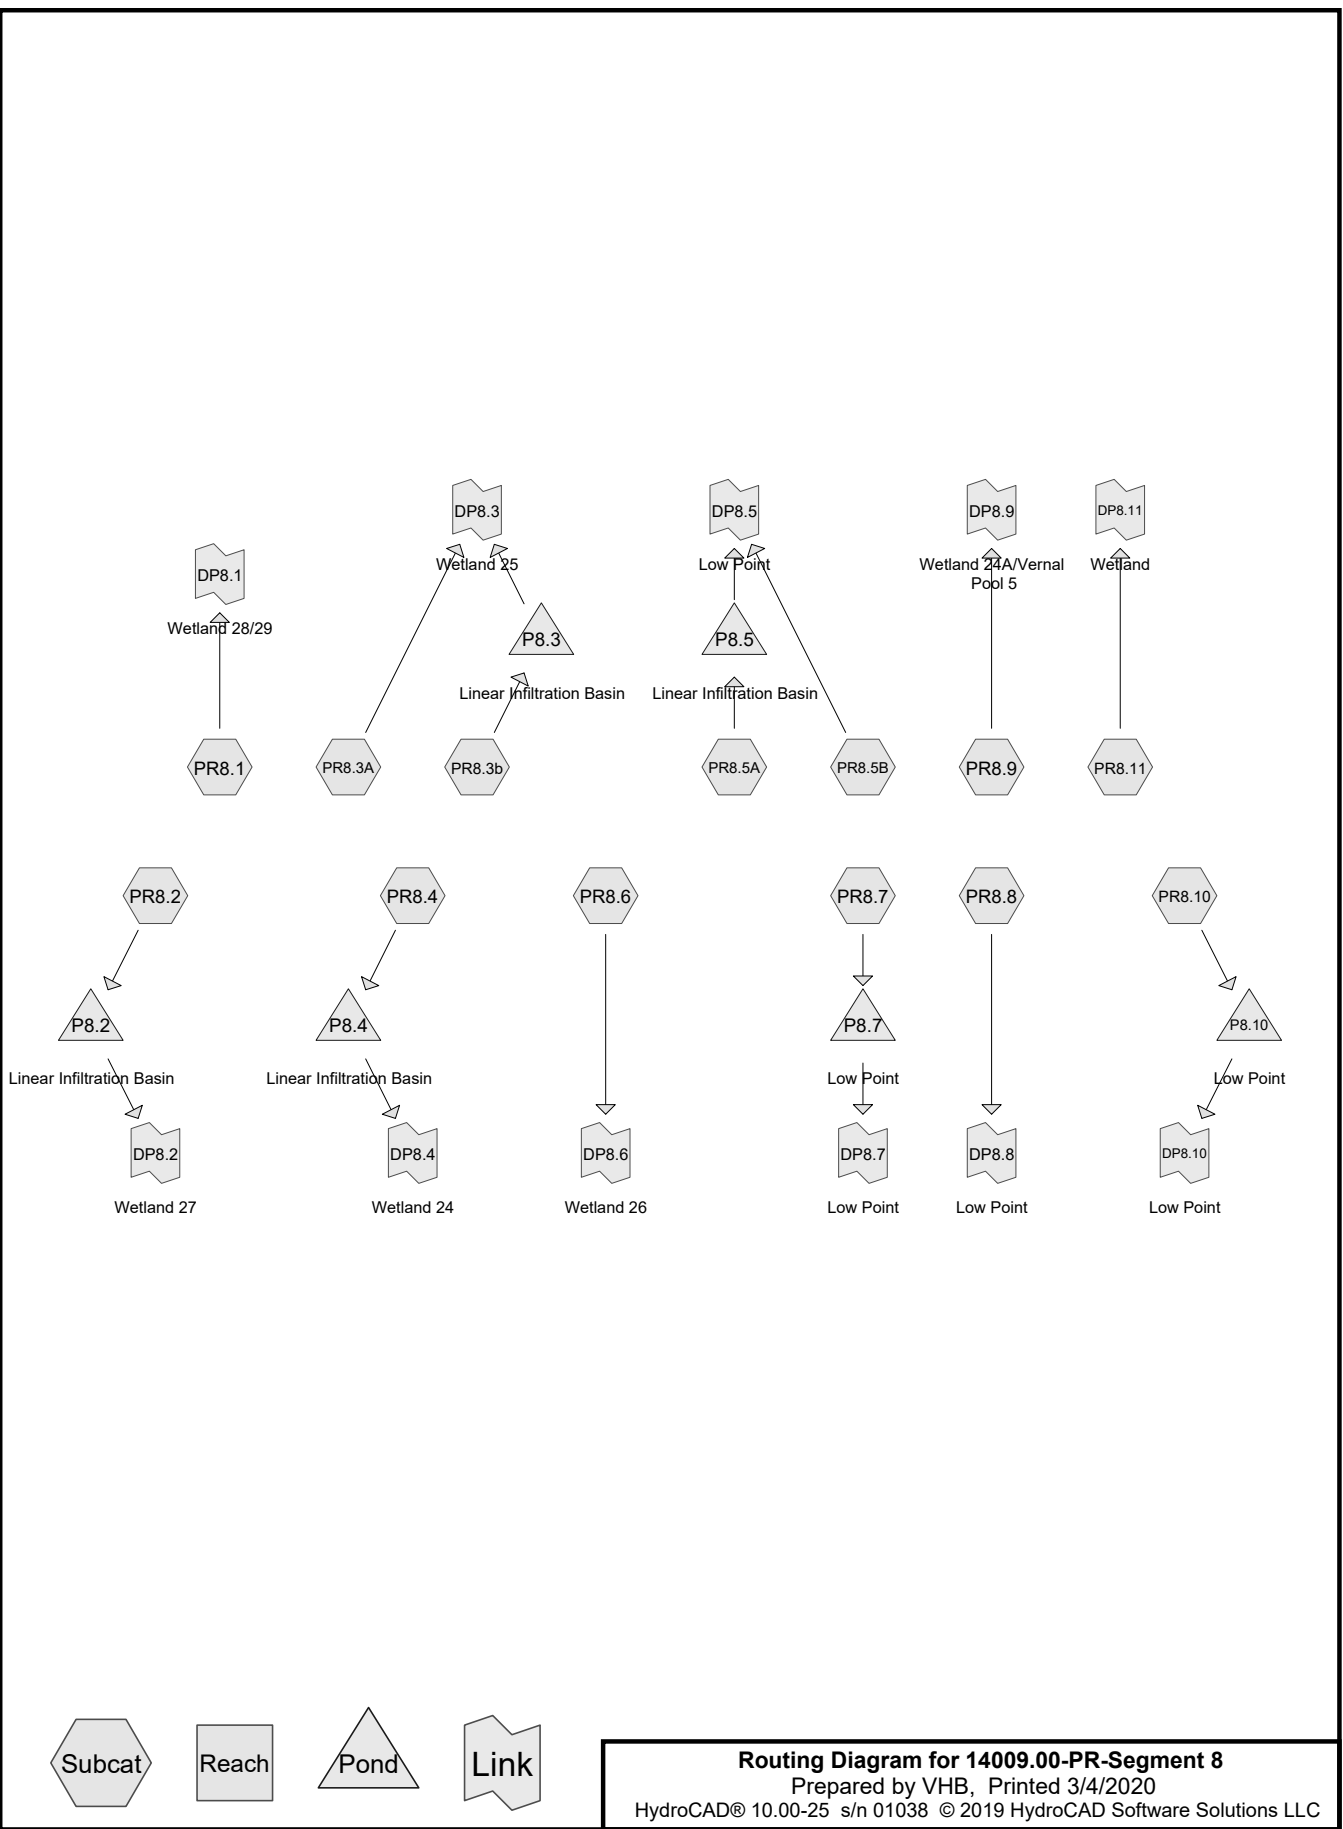 DP8.3
DP8.5
DP8.9
DP8.11
Wetland 25
Low Point
Wetland 24A/Vernal
Pool 5
Wetland
DP8.1
Wetland 28/29
P8.3
P8.5
Linear Infiltration Basin
Linear Infiltration Basin
PR8.1
PR8.3A
PR8.3b
PR8.5A
PR8.5B
PR8.9
PR8.11
PR8.2
PR8.4
PR8.6
PR8.7
PR8.8
PR8.10
P8.2
P8.4
P8.7
P8.10
Linear Infiltration Basin
Linear Infiltration Basin
Low Point
Low Point
DP8.2
DP8.4
DP8.6
DP8.7
DP8.8
DP8.10
Wetland 27
Wetland 24
Wetland 26
Low Point
Low Point
Low Point
Subcat
Reach
Pond
Link
Routing Diagram for 14009.00-PR-Segment 8
Prepared by VHB, Printed 3/4/2020
HydroCAD® 10.00-25 s/n 01038 © 2019 HydroCAD Software Solutions LLC